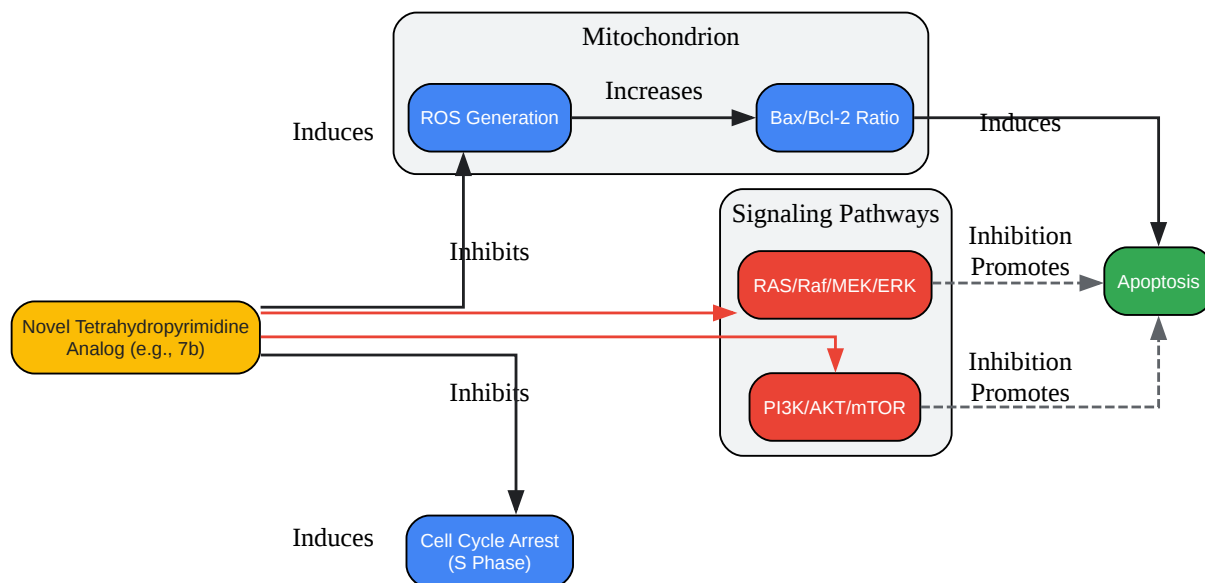 Mitochondrion
Induces
ROS Generation
Increases
Bax/Bcl-2 Ratio
Induces
Signaling Pathways
Inhibits
RAS/Raf/MEK/ERK
Inhibition
Promotes
Apoptosis
Novel Tetrahydropyrimidine
Analog (e.g., 7b)
Inhibits
PI3K/AKT/mTOR
Inhibition
Promotes
Induces
Cell Cycle Arrest
(S Phase)